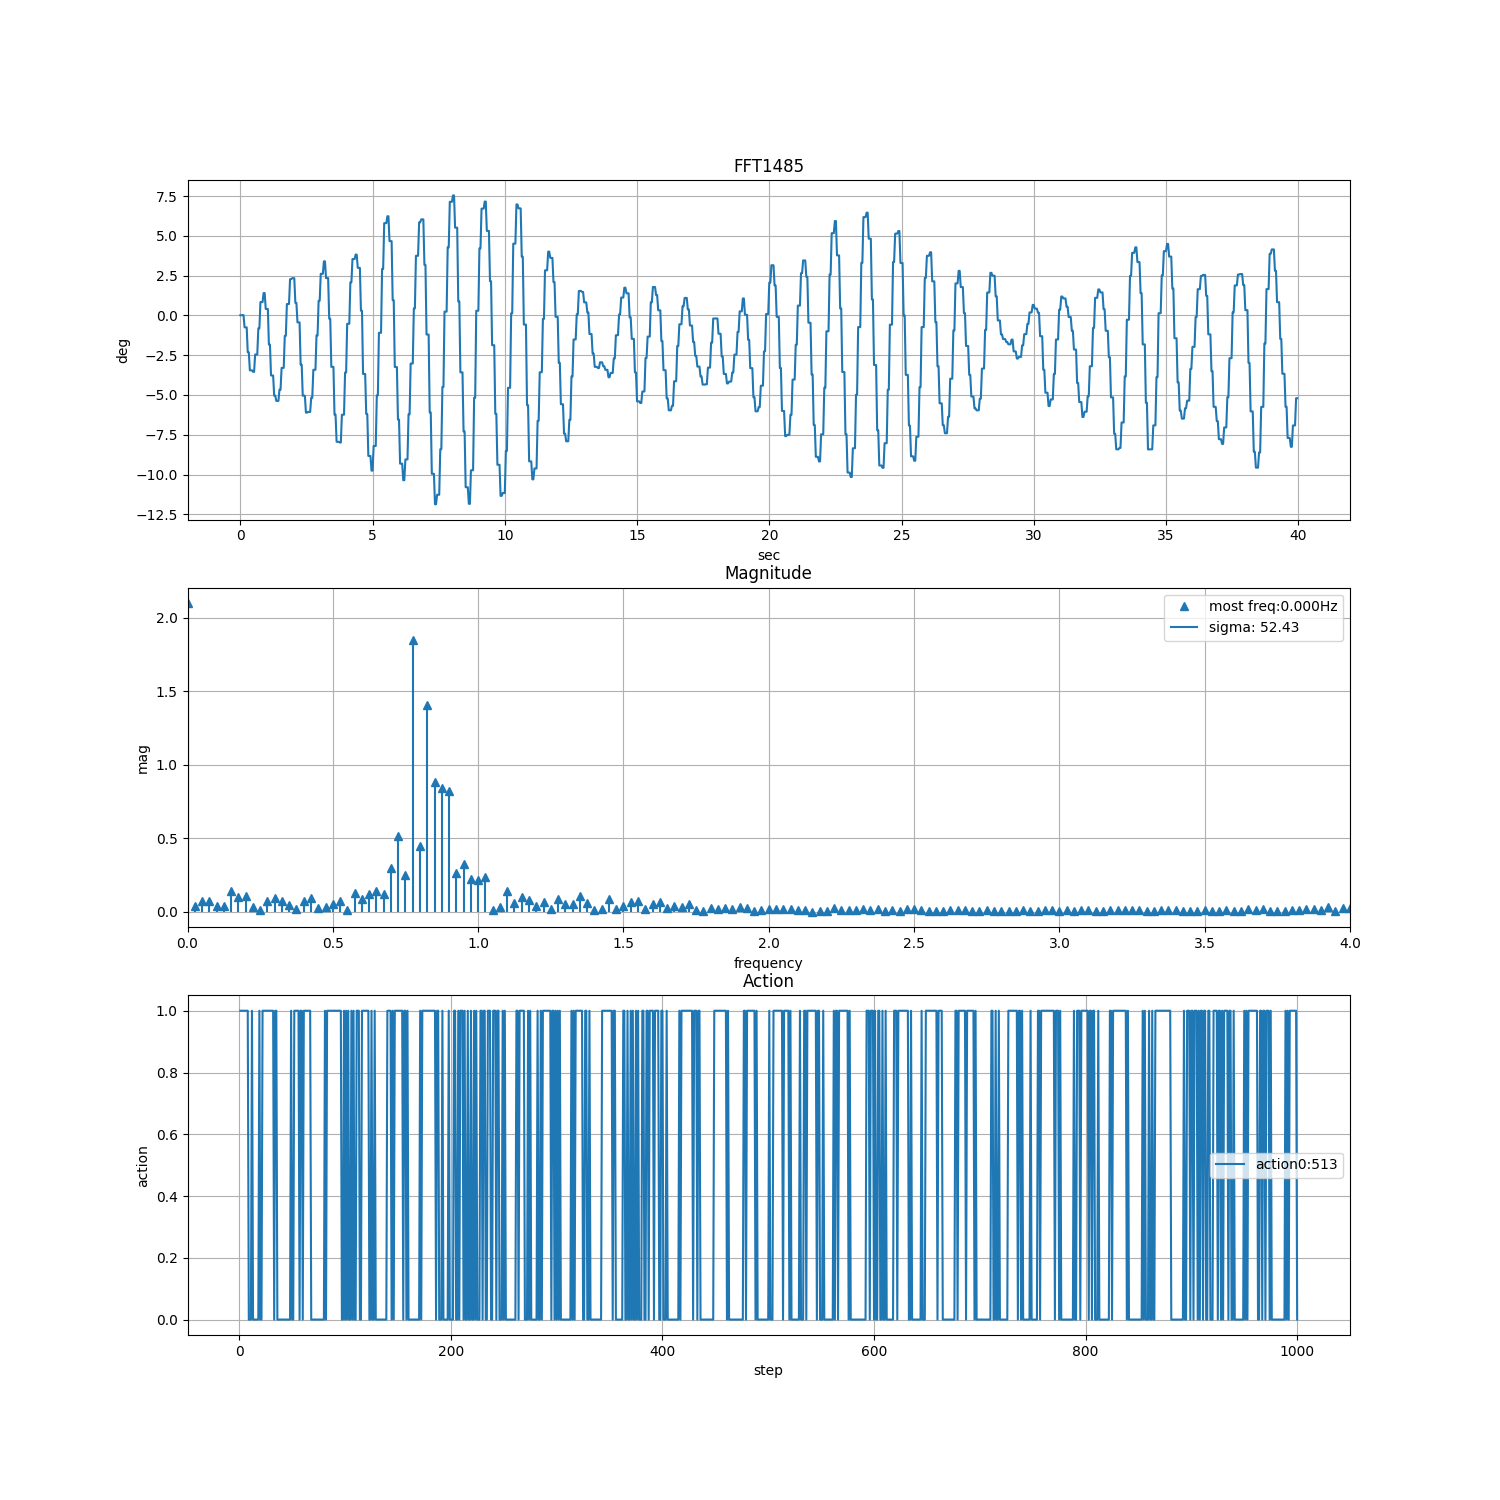 FFT1485
7.5
5.0
2.5
0.0
−2.5
−5.0
−7.5
−10.0
−12.5
deg
0 5 10 15 20 25 30 35 40
sec
Magnitude
2.0
1.5
1.0
0.5
0.0
mag
most freq:0.000Hz
sigma: 52.43
0.0 0.5 1.0 1.5 2.0 2.5 3.0 3.5 4.0
frequency
Action
1.0
0.8
0.6
0.4
0.2
0.0
action
action0:513
0 200 400 600 800 1000
step